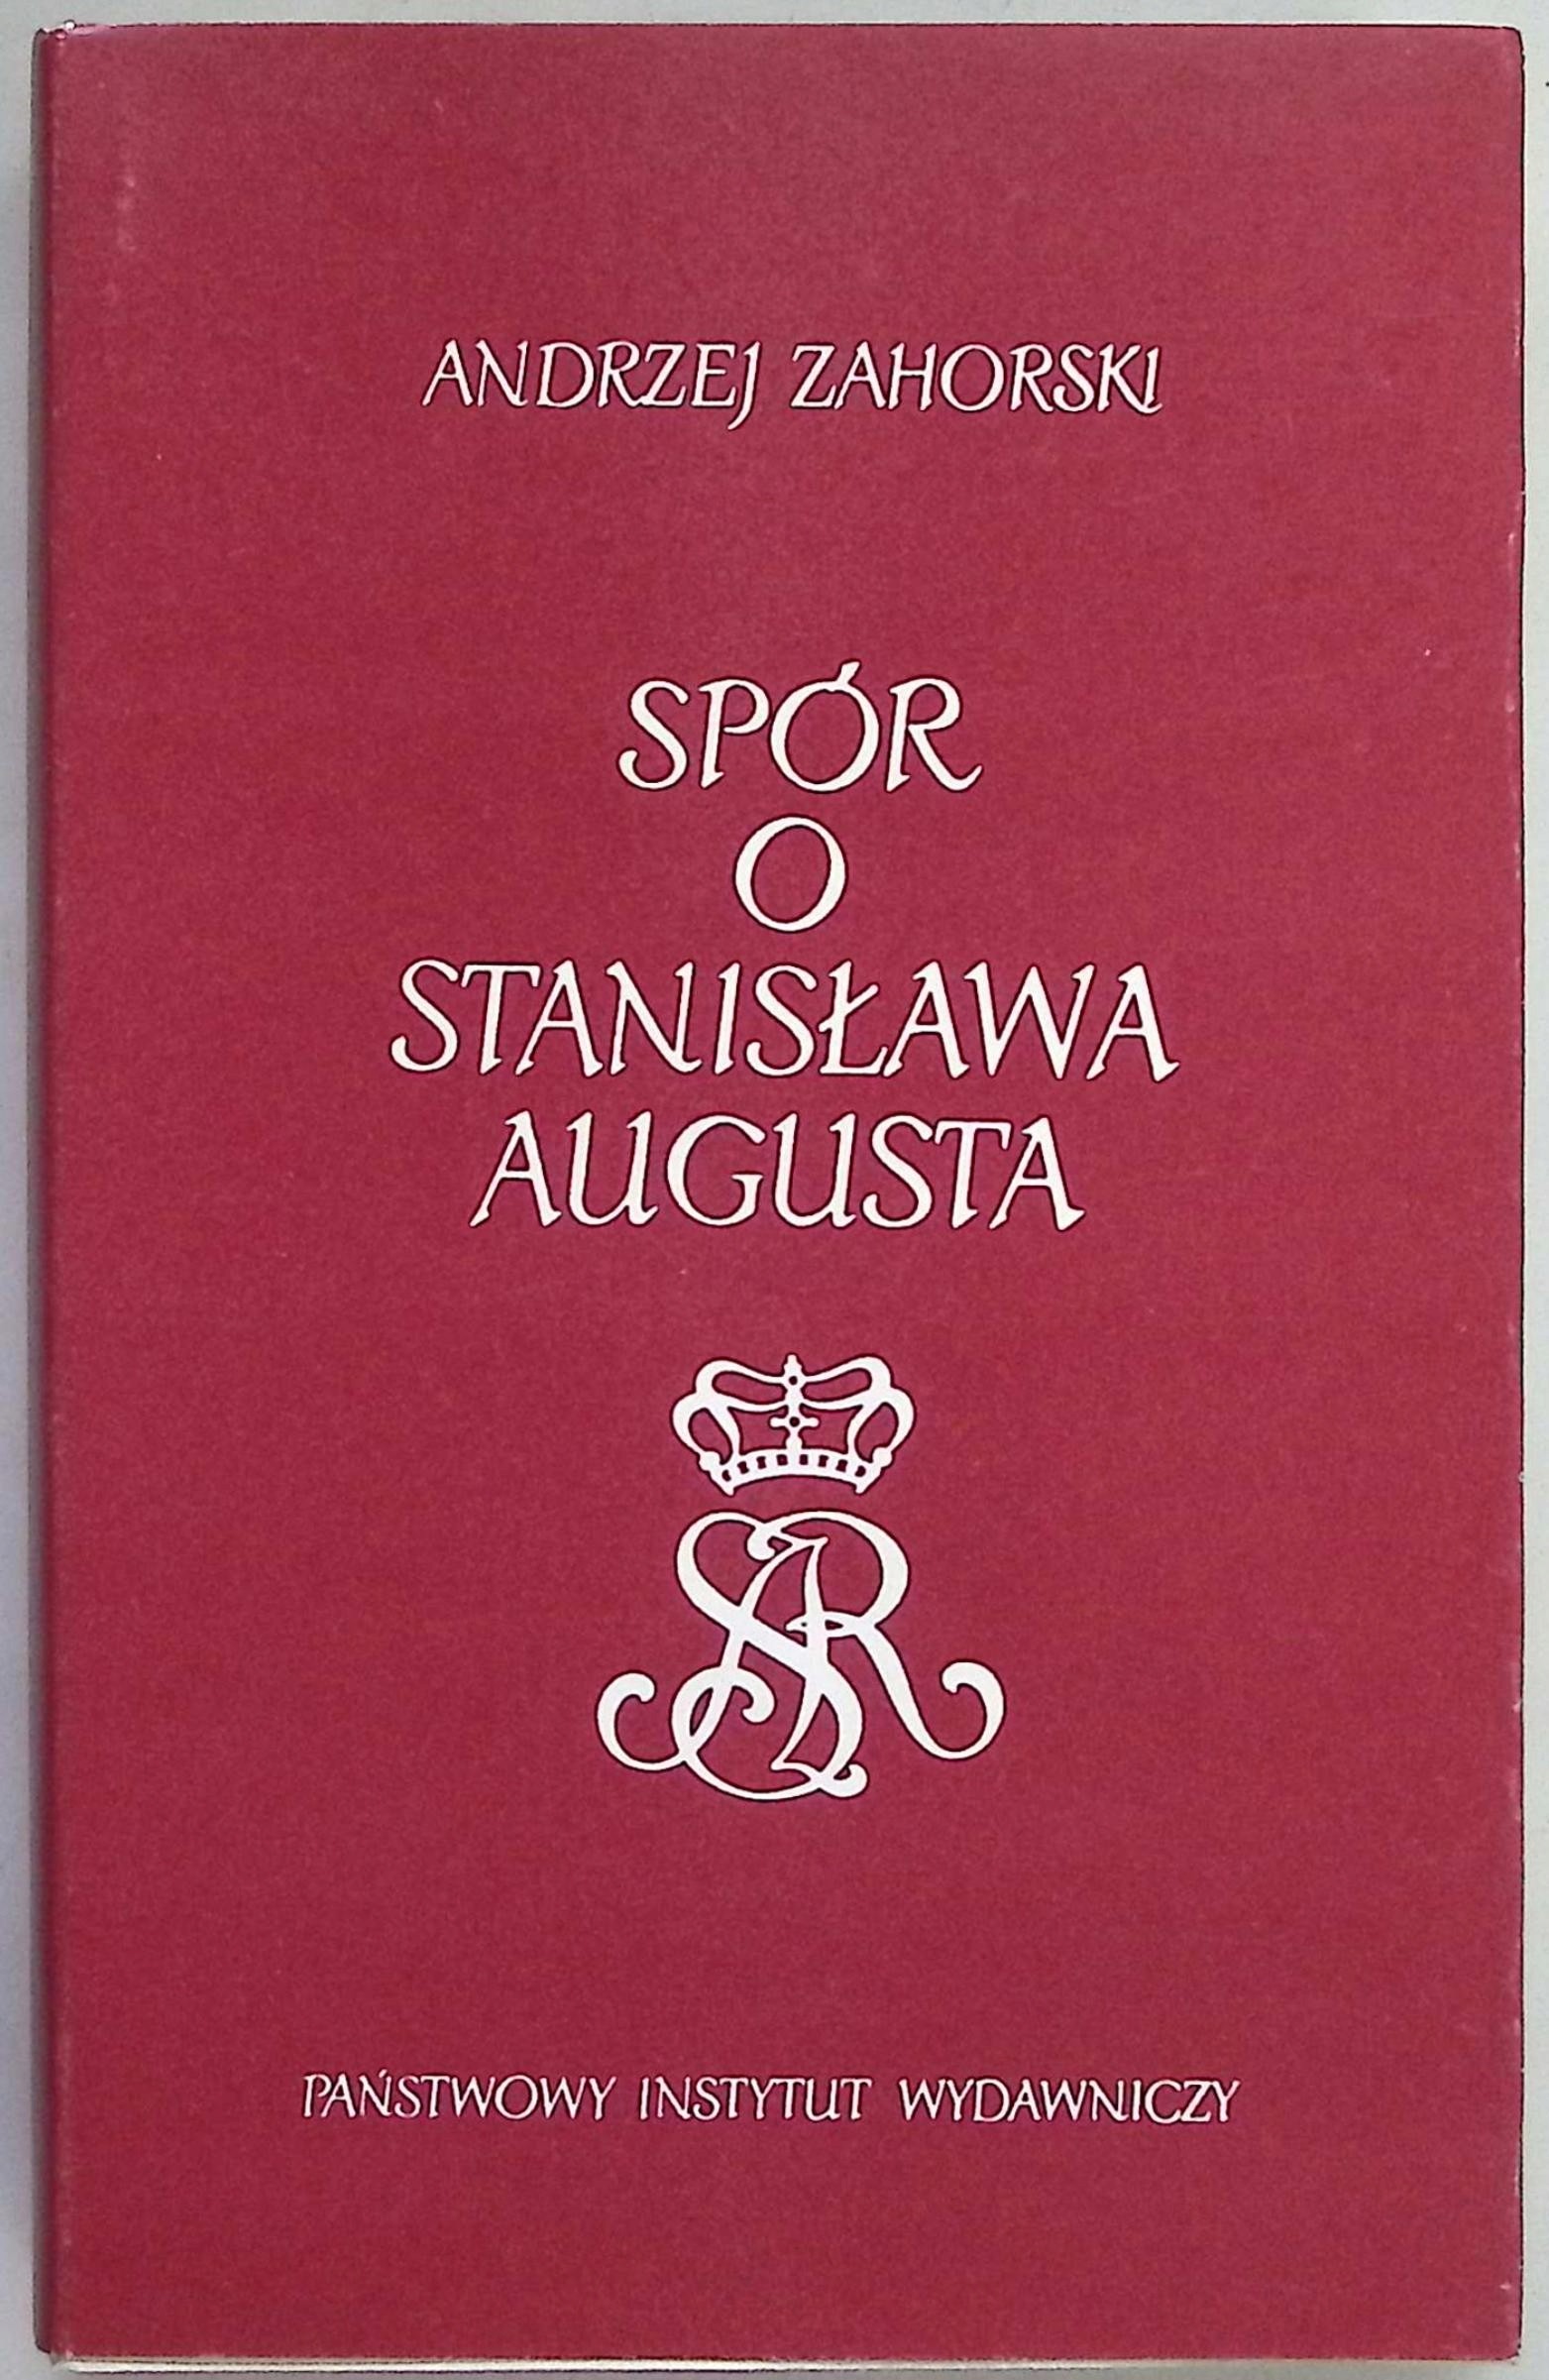 ANDRZEJ ZAHORSKI
SPÓR
O
STANISŁAWA
AUGUSTA
SAR
PAŃSTWOWY INSTYTUT WYDAWNICZY